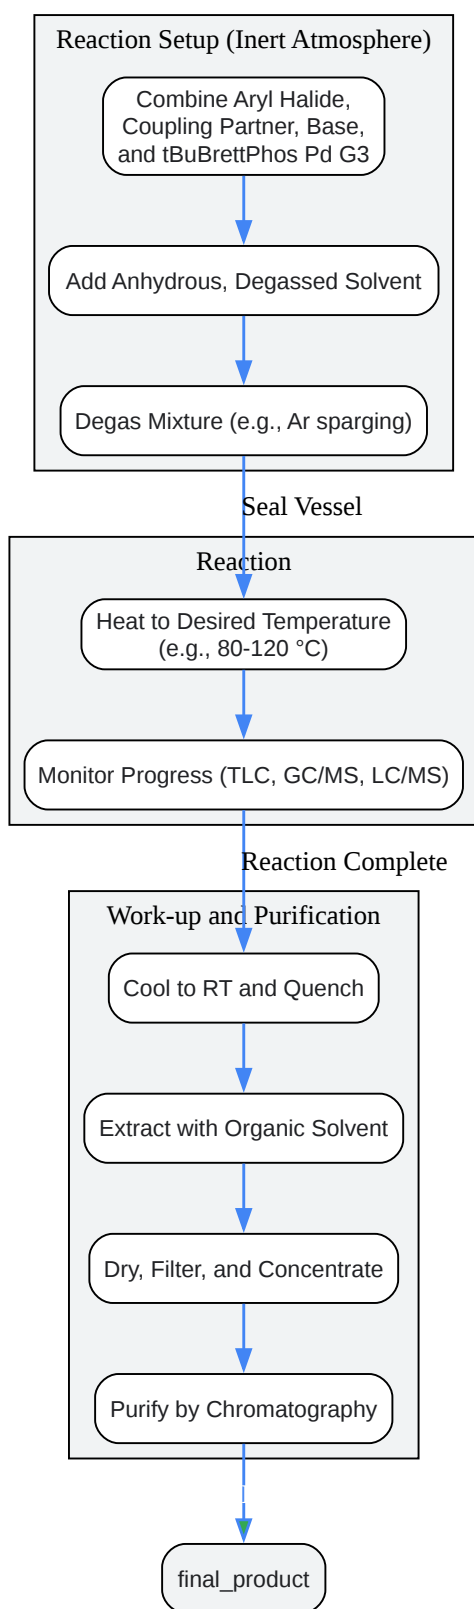 Reaction Setup (Inert Atmosphere)
Combine Aryl Halide,
Coupling Partner, Base,
and tBuBrettPhos Pd G3
Add Anhydrous, Degassed Solvent
Degas Mixture (e.g., Ar sparging)
Seal Vessel
Reaction
Heat to Desired Temperature
(e.g., 80-120 °C)
Monitor Progress (TLC, GC/MS, LC/MS)
Reaction Complete
Work-up and Purification
Cool to RT and Quench
Extract with Organic Solvent
Dry, Filter, and Concentrate
Purify by Chromatography
final_product